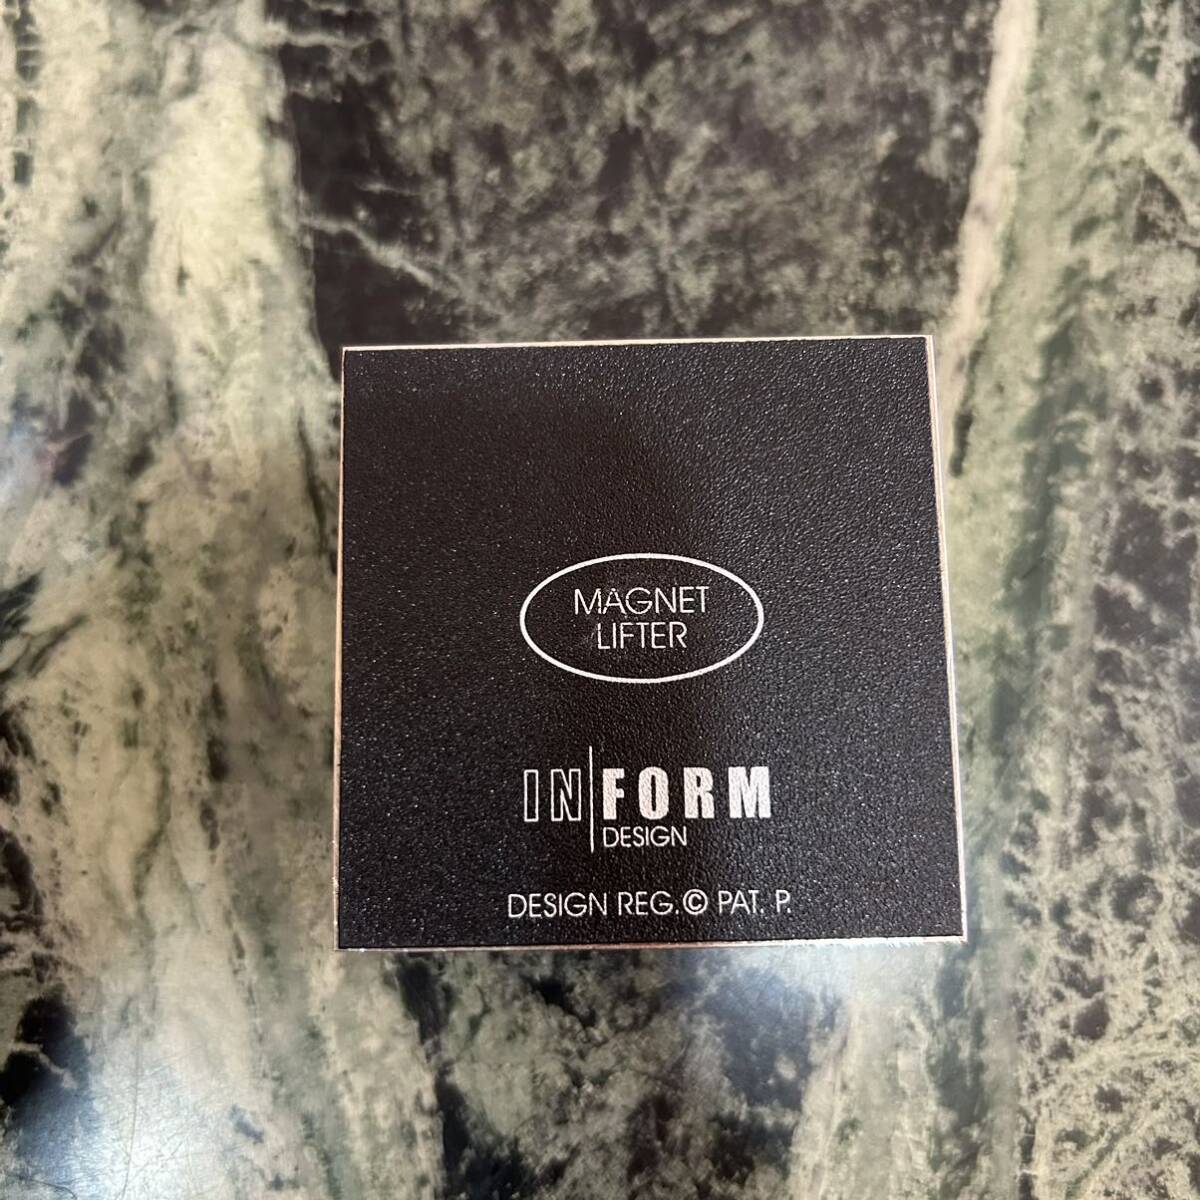 MAGNET
LIFTER
IN|FORM
DESIGN
DESIGN REG.© PAT. P.